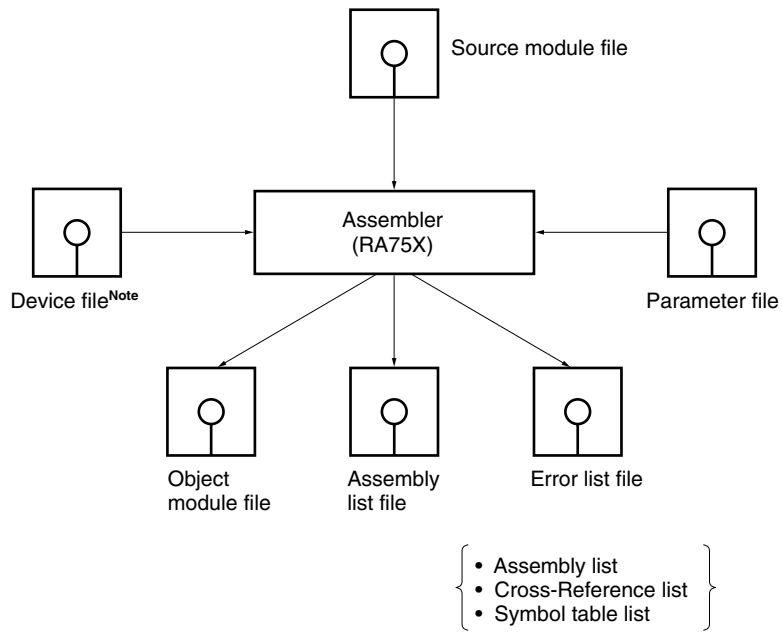 Source module file
Assembler
(RA75X)
Device fileNote
Parameter file
Object
module file
Assembly
list file
Error list file
• Assembly list
• Cross-Reference list
• Symbol table list